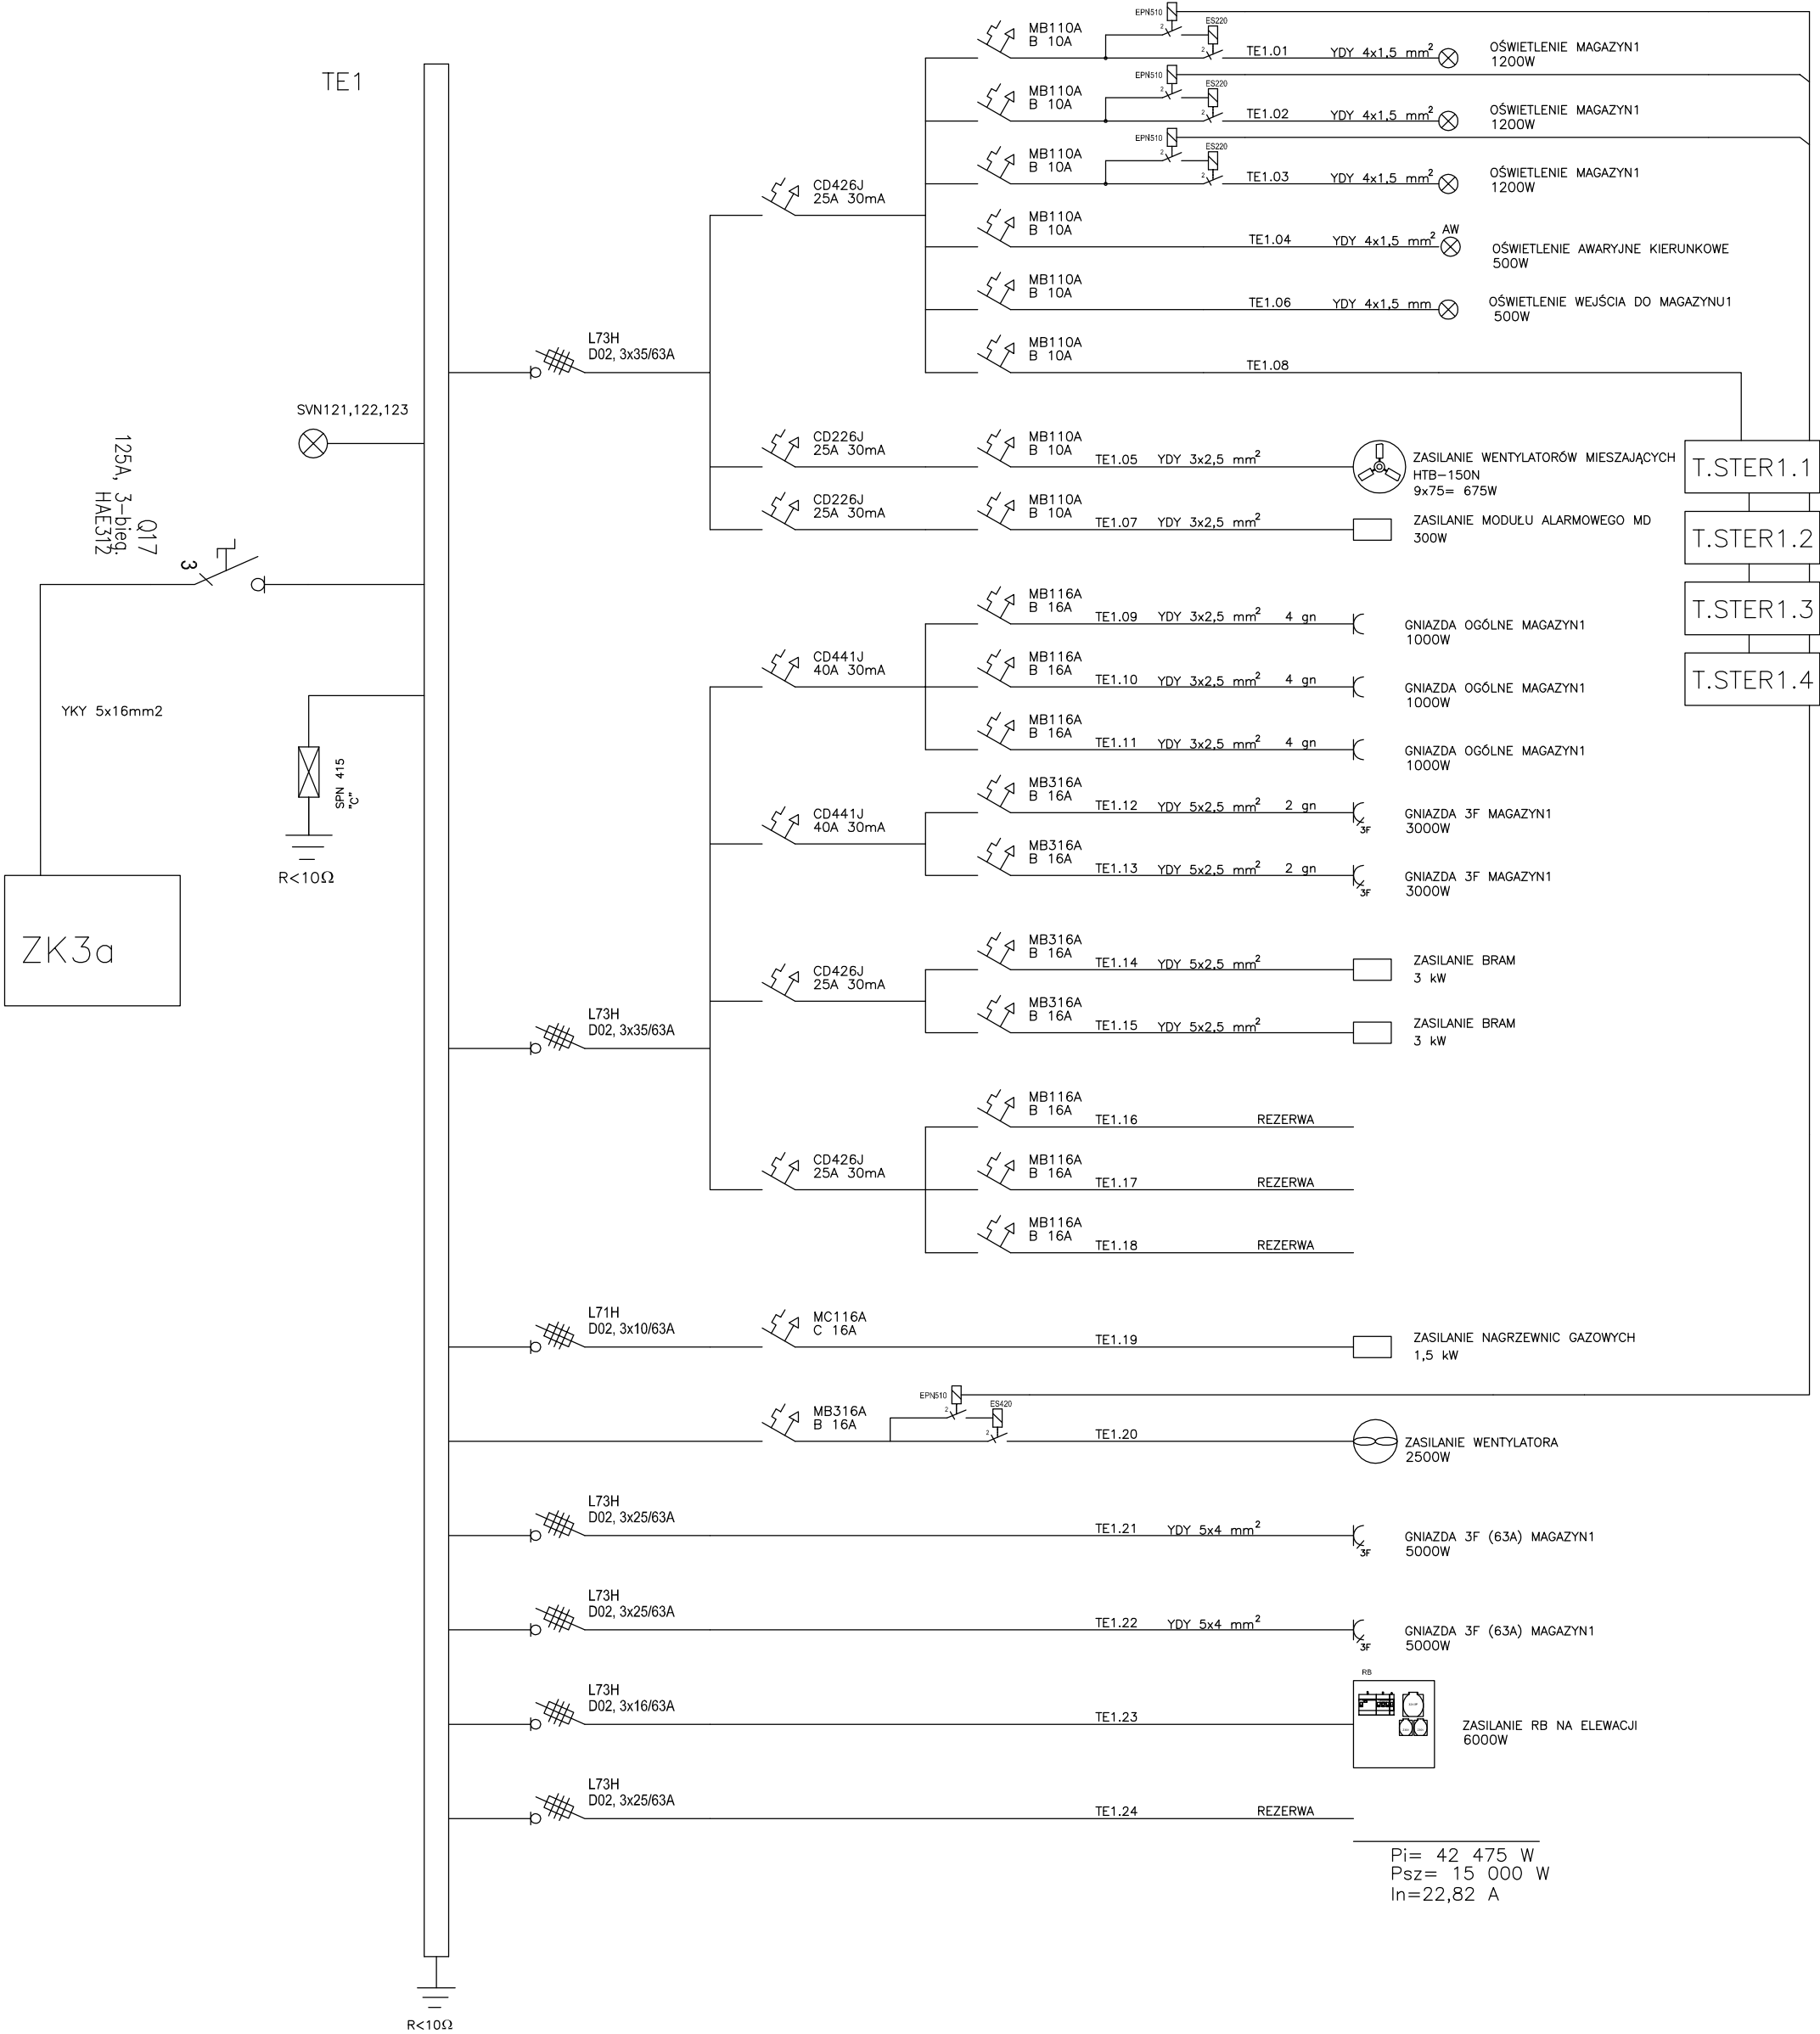 TE1
SVN121,122,123
Q17
125A, 3-bieg.
HAE312
3
YKY 5x16mm2
SPN 415
"C"
R<10Ω
ZK3a
L73H
D02, 3x35/63A
CD426J
25A 30mA
MB110A
B 10A
EPN510
2
ES220
2
TE1.01
YDY 4x1,5 mm2
OŚWIETLENIE MAGAZYN1
1200W
MB110A
B 10A
EPN510
2
ES220
2
TE1.02
YDY 4x1,5 mm2
OŚWIETLENIE MAGAZYN1
1200W
MB110A
B 10A
EPN510
2
ES220
2
TE1.03
YDY 4x1,5 mm2
OŚWIETLENIE MAGAZYN1
1200W
MB110A
B 10A
TE1.04
YDY 4x1,5 mm2
AW
OŚWIETLENIE AWARYJNE KIERUNKOWE
500W
MB110A
B 10A
TE1.06
YDY 4x1,5 mm
OŚWIETLENIE WEJŚCIA DO MAGAZYNU1
500W
MB110A
B 10A
TE1.08
T.STER1.1
T.STER1.2
T.STER1.3
T.STER1.4
CD226J
25A 30mA
MB110A
B 10A
TE1.05
YDY 3x2,5 mm2
ZASILANIE WENTYLATORÓW MIESZAJĄCYCH
HTB-150N
9x75= 675W
CD226J
25A 30mA
MB110A
B 10A
TE1.07
YDY 3x2,5 mm2
ZASILANIE MODUŁU ALARMOWEGO MD
300W
L73H
D02, 3x35/63A
CD441J
40A 30mA
MB116A
B 16A
TE1.09
YDY 3x2,5 mm2
4 gn
GNIAZDA OGÓLNE MAGAZYN1
1000W
MB116A
B 16A
TE1.10
YDY 3x2,5 mm2
4 gn
GNIAZDA OGÓLNE MAGAZYN1
1000W
MB116A
B 16A
TE1.11
YDY 3x2,5 mm2
4 gn
GNIAZDA OGÓLNE MAGAZYN1
1000W
CD441J
40A 30mA
MB316A
B 16A
TE1.12
YDY 5x2,5 mm2
2 gn
3F
GNIAZDA 3F MAGAZYN1
3000W
MB316A
B 16A
TE1.13
YDY 5x2,5 mm2
2 gn
3F
GNIAZDA 3F MAGAZYN1
3000W
CD426J
25A 30mA
MB316A
B 16A
TE1.14
YDY 5x2,5 mm2
ZASILANIE BRAM
3 kW
MB316A
B 16A
TE1.15
YDY 5x2,5 mm2
ZASILANIE BRAM
3 kW
CD426J
25A 30mA
MB116A
B 16A
TE1.16
REZERWA
MB116A
B 16A
TE1.17
REZERWA
MB116A
B 16A
TE1.18
REZERWA
L71H
D02, 3x10/63A
MC116A
C 16A
TE1.19
ZASILANIE NAGRZEWNIC GAZOWYCH
1,5 kW
MB316A
B 16A
EPN510
2
ES420
2
TE1.20
ZASILANIE WENTYLATORA
2500W
L73H
D02, 3x25/63A
TE1.21
YDY 5x4 mm2
3F
GNIAZDA 3F (63A) MAGAZYN1
5000W
L73H
D02, 3x25/63A
TE1.22
YDY 5x4 mm2
3F
GNIAZDA 3F (63A) MAGAZYN1
5000W
L73H
D02, 3x16/63A
TE1.23
RB
ZASILANIE RB NA ELEWACJI
6000W
L73H
D02, 3x25/63A
TE1.24
REZERWA
Pi= 42 475 W
Psz= 15 000 W
In=22,82 A
R<10Ω